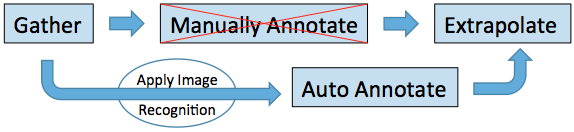 Gather
Manually Annotate
Extrapolate
Apply Image
Recognition
Auto Annotate